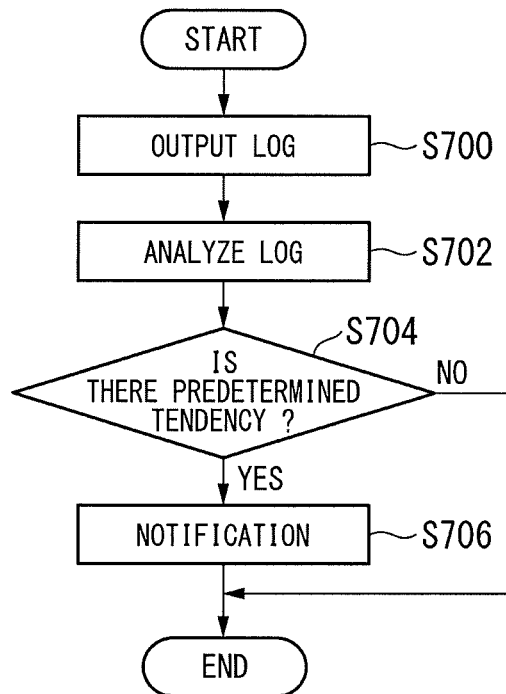 START
OUTPUT LOG
S700
ANALYZE LOG
S702
S704
IS
THERE PREDETERMINED
TENDENCY ?
NO
YES
NOTIFICATION
S706
END